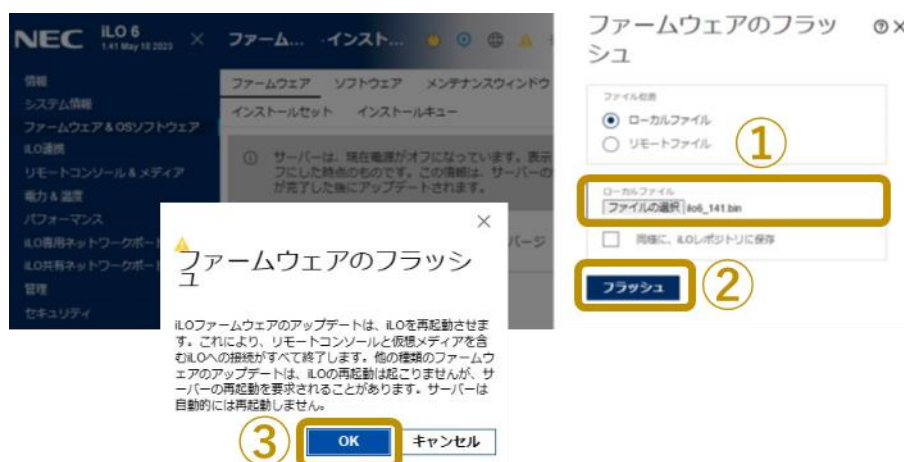 NEC iLO 6
1.41 May 18 2023
ファーム... ·インスト...
情報
システム情報
ファームウェア & OSソフトウェア
iLO連携
リモートコンソール & メディア
電力 & 温度
パフォーマンス
iLO専用ネットワークポート
iLO共有ネットワークポート
管理
セキュリティ
ファームウェア ソフトウェア メンテナンスウィンドウ
インストールセット インストールキュー
サーバーは、現在電源がオフになっています。表示
フにした時点のものです。この情報は、サーバーの
が完了した後にアップデートされます。
バージ
ファームウェアのフラッシ
ュ
iLOファームウェアのアップデートは、iLOを再起動させま
す。これにより、リモートコンソールと仮想メディアを含
むiLOへの接続がすべて終了します。他の種類のファームウ
ェアのアップデートは、iLOの再起動は起こりませんが、サ
ーバーの再起動を要求されることがあります。サーバーは
自動的には再起動しません。
③ OK キャンセル
ファームウェアのフラッ
シュ
ファイル位置
ローカルファイル
リモートファイル
①
ローカルファイル
ファイルの選択 ilo6_141.bin
同様に、iLOレポジトリに保存
フラッシュ ②